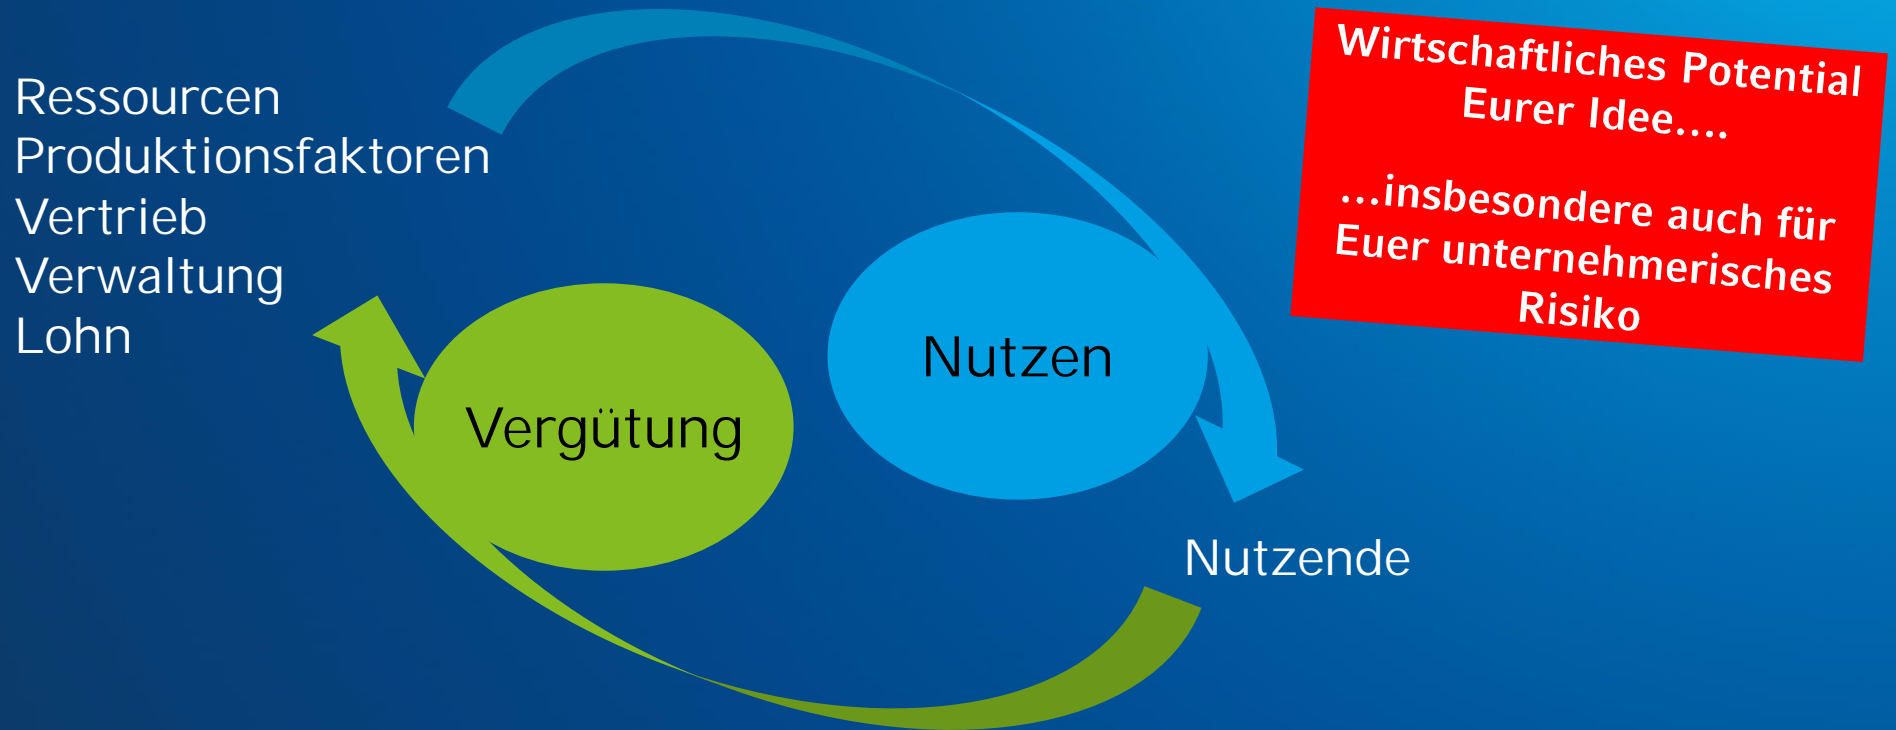 Ressourcen
Produktionsfaktoren
Vertrieb
Verwaltung
Lohn
Vergütung
Nutzen
Nutzende
Wirtschaftliches Potential
Eurer Idee....
...insbesondere auch für
Euer unternehmerisches
Risiko